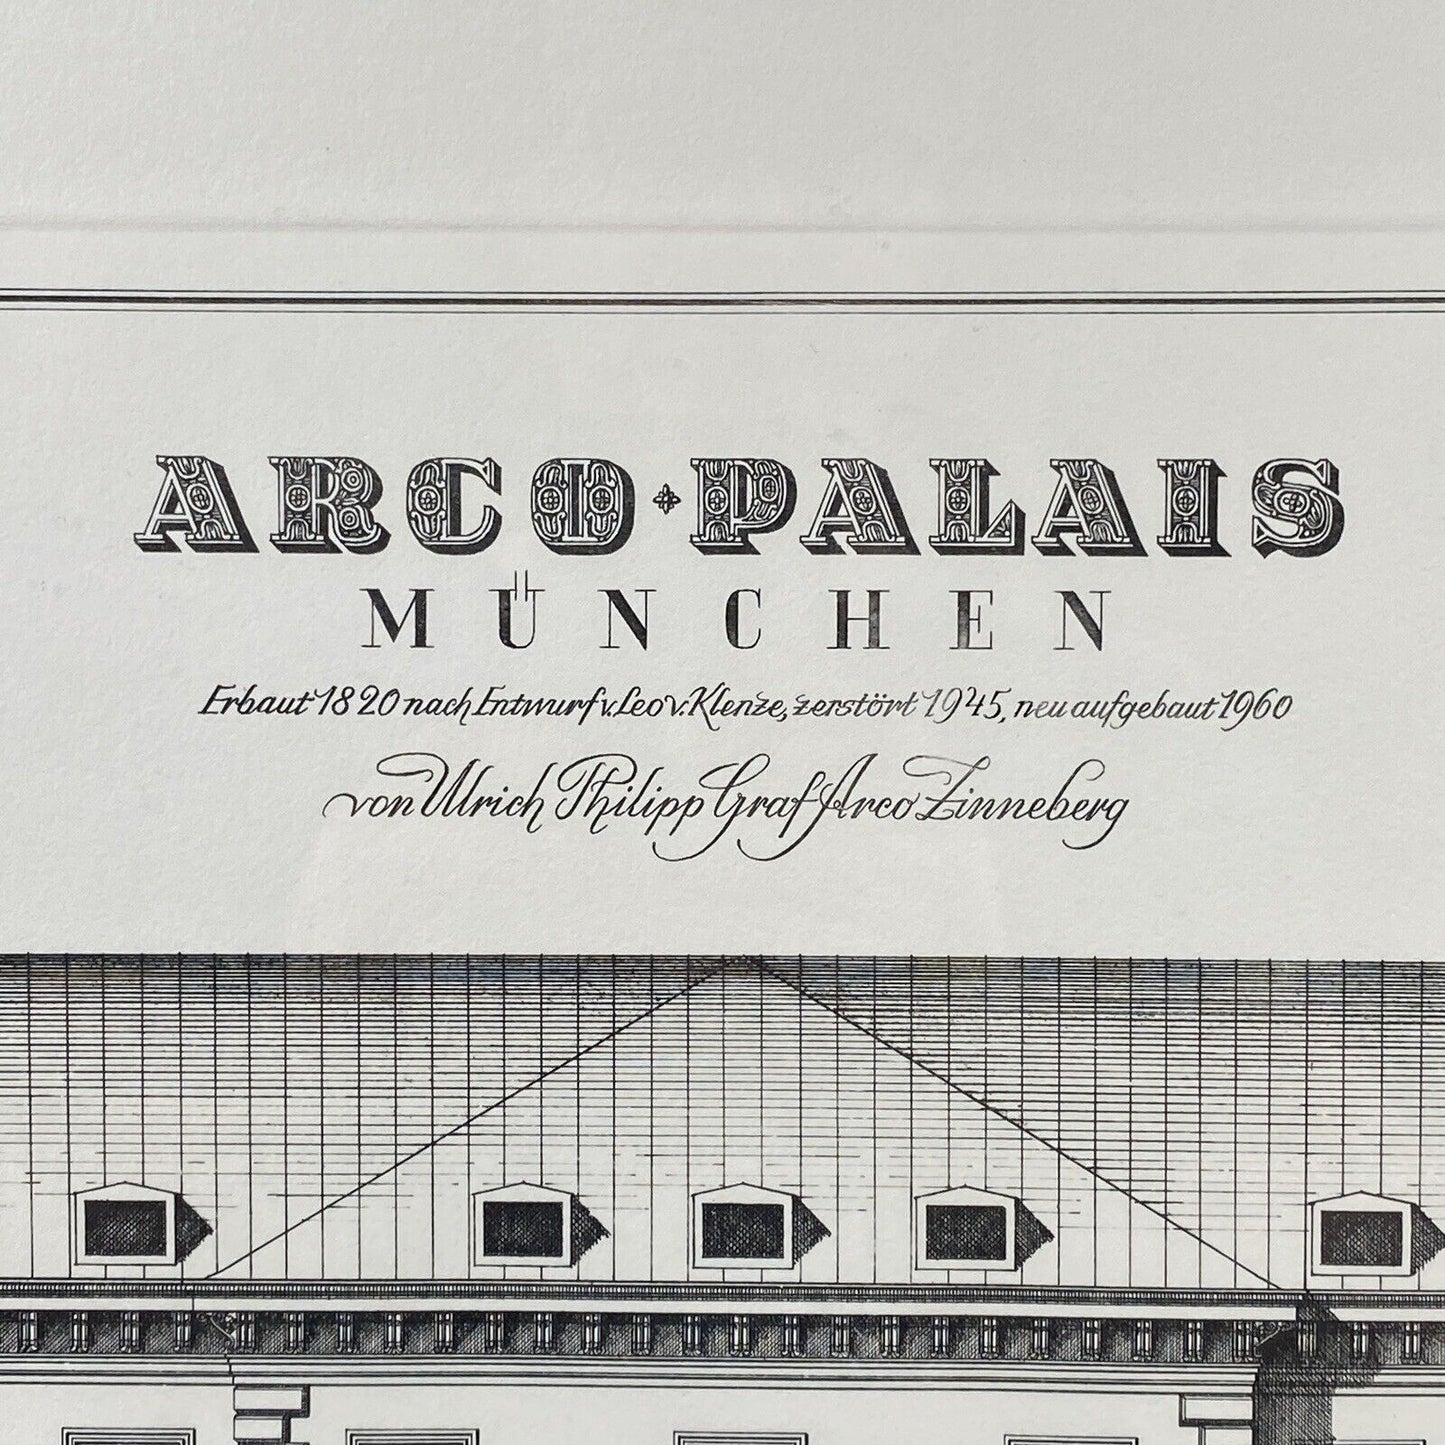 ARCO · PALAIS
MÜNCHEN
Erbaut 1820 nach Entwurf v. Leo v. Klenze, zerstört 1945, neu aufgebaut 1960
von Ulrich Philipp Graf Arco Zinneberg